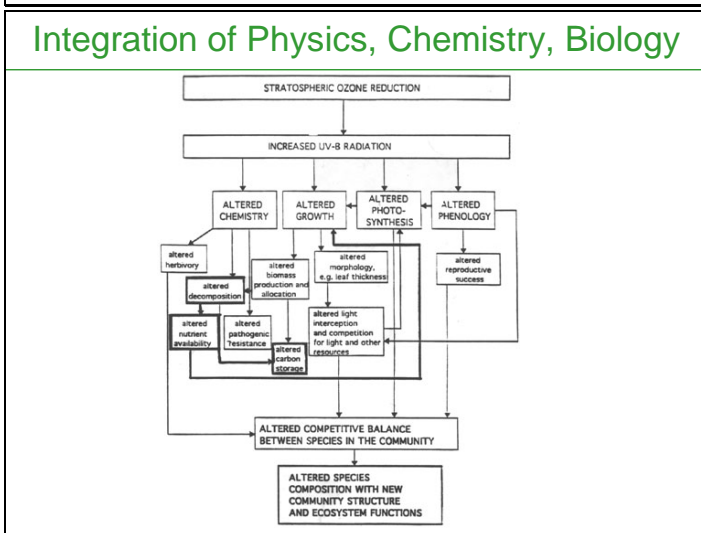 Integration of Physics, Chemistry, Biology
STRATOSPHERIC OZONE REDUCTION
INCREASED UV-B RADIATION
ALTERED
CHEMISTRY
ALTERED
GROWTH
ALTERED
PHOTO-
SYNTHESIS
ALTERED
PHENOLOGY
altered
herbivory
altered
decomposition
altered
biomass
production and
allocation
altered
morphology,
e.g. leaf thickness
altered
reproductive
success
altered
nutrient
availability
altered
pathogenic
resistance
altered
carbon
storage
altered light
interception
and competition
for light and other
resources
ALTERED COMPETITIVE BALANCE
BETWEEN SPECIES IN THE COMMUNITY
ALTERED SPECIES
COMPOSITION WITH NEW
COMMUNITY STRUCTURE
AND ECOSYSTEM FUNCTIONS